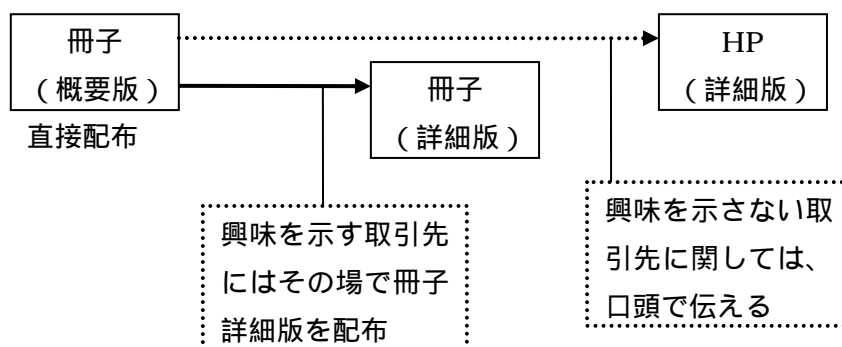 冊子
（概要版）
直接配布
冊子
（詳細版）
HP
（詳細版）
興味を示す取引先
にはその場で冊子
詳細版を配布
興味を示さない取
引先に関しては、
口頭で伝える